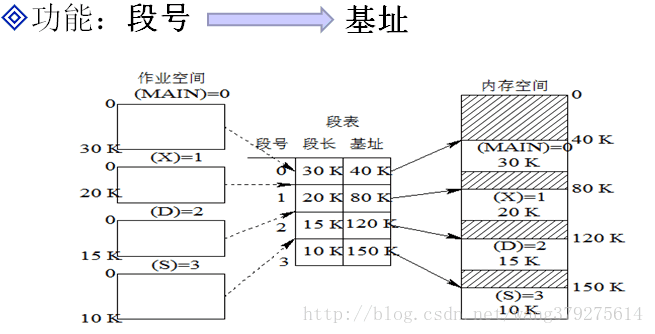 功能：段号 基址
作业空间
(MAIN)=0
0
30 K
(X)=1
0
20 K
(D)=2
0
15 K
(S)=3
0
10 K
段表
段号 段长 基址
0 30 K 40 K
1 20 K 80 K
2 15 K 120 K
3 10 K 150 K
内存空间
0
40 K
(MAIN)=0
30 K
80 K
(X)=1
20 K
120 K
(D)=2
15 K
150 K
(S)=3
10 K